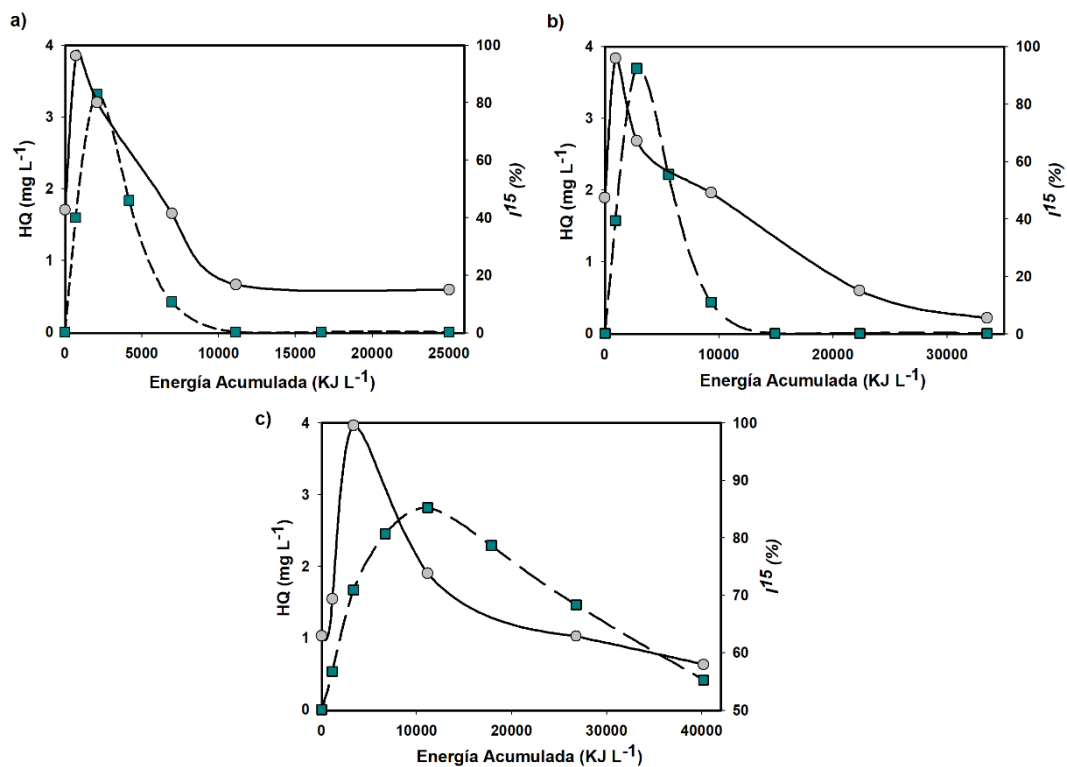 a)
4
3
2
1
0
HQ (mg L-1)
100
80
60
40
20
0
I15 (%)
0 5000 10000 15000 20000 25000
Energía Acumulada (KJ L-1)
b)
4
3
2
1
0
HQ (mg L-1)
100
80
60
40
20
0
I15 (%)
0 10000 20000 30000
Energía Acumulada (KJ L-1)
c)
4
3
2
1
0
HQ (mg L-1)
100
90
80
70
60
50
I15 (%)
0 10000 20000 30000 40000
Energía Acumulada (KJ L-1)